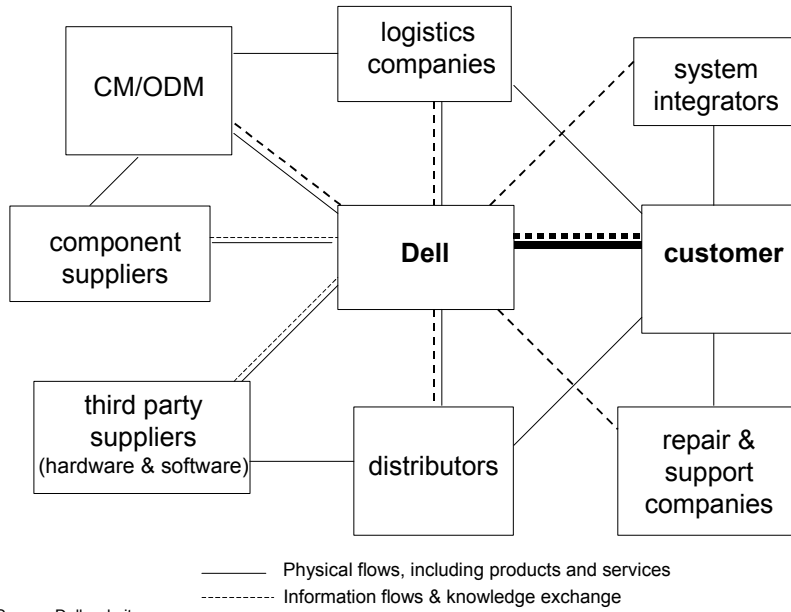 logistics
companies
CM/ODM
system
integrators
component
suppliers
Dell
customer
third party
suppliers
(hardware & software)
distributors
repair &
support
companies
Physical flows, including products and services
Information flows & knowledge exchange